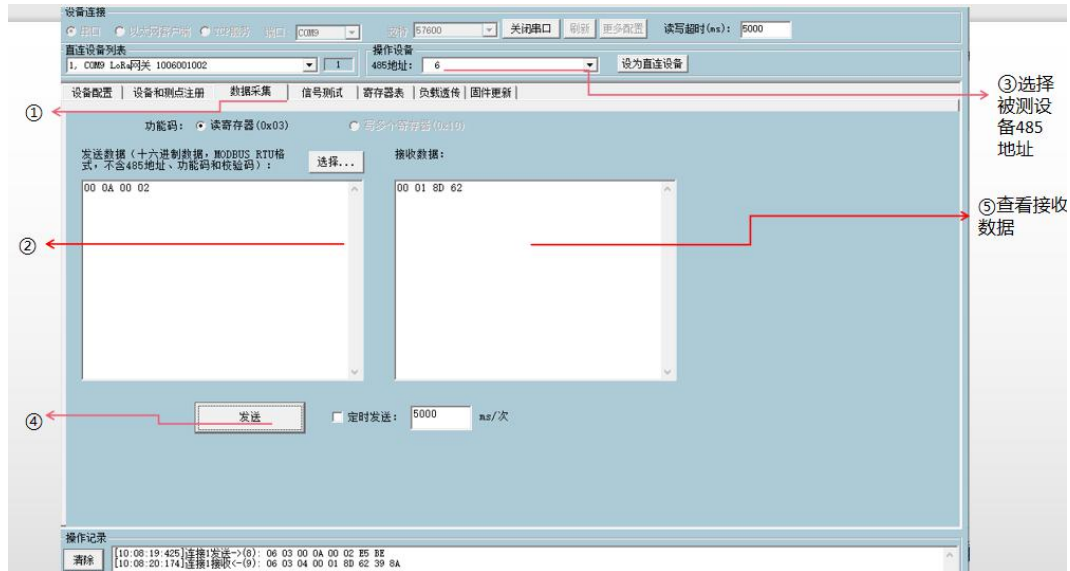 设备连接
串口 以太网客户端 TCP服务 端口 COM9 波特 57600 关闭串口 刷新 更多配置 读写超时(ms): 5000
直连设备列表 操作设备
1, COM9 LoRa网关 1006001002 1 485地址: 6 设为直连设备
设备配置 设备和测点注册 数据采集 信号测试 寄存器表 负载透传 固件更新
① ③选择
被测设
备485
地址
功能码: 读寄存器(0x03) 写多个寄存器(0x10)
发送数据(十六进制数据, MODBUS RTU格
式, 不含485地址、功能码和校验码): 选择... 接收数据:
00 0A 00 02 00 01 8D 62
⑤查看接收
数据
②
④ 发送 定时发送: 5000 ms/次
操作记录
清除 [10:08:19:425]连接1发送->(8): 06 03 00 0A 00 02 E5 BE
[10:08:20:174]连接1接收<-(9): 06 03 04 00 01 8D 62 39 8A